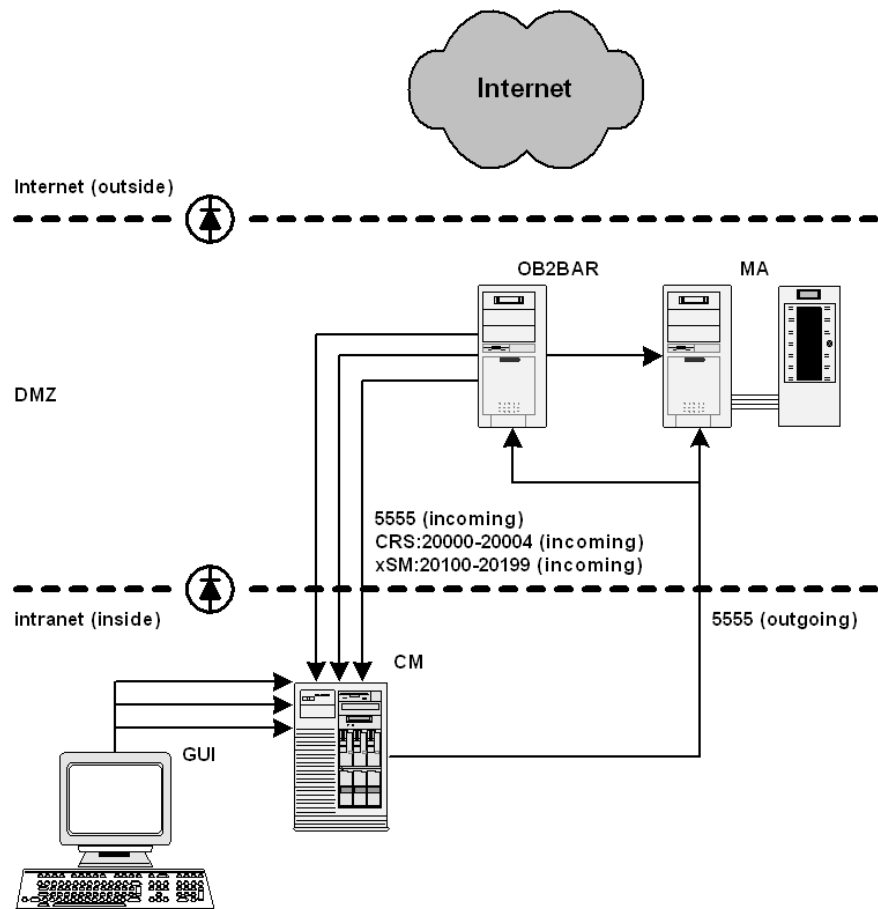 Internet
Internet (outside)
OB2BAR
MA
DMZ
5555 (incoming)
CRS:20000-20004 (incoming)
xSM:20100-20199 (incoming)
intranet (inside)
5555 (outgoing)
CM
GUI